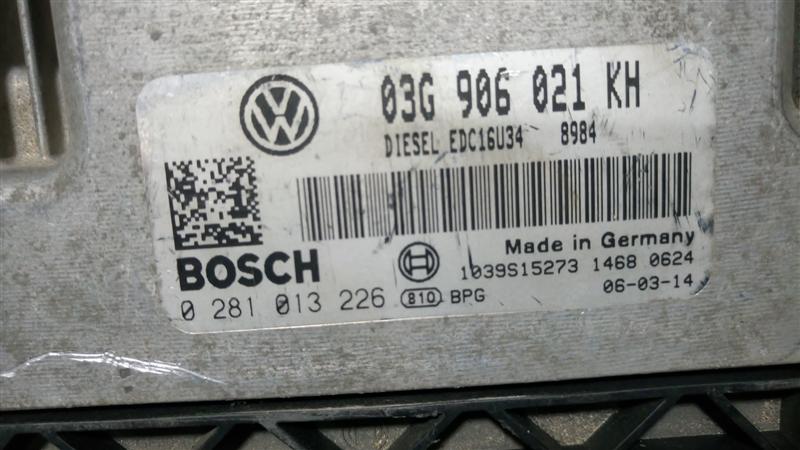 03G 906 021 KH
DIESEL EDC16U34 8984
Made in Germany
BOSCH
1039S15273 1468 0624
0 281 013 226 810 BPG
06-03-14